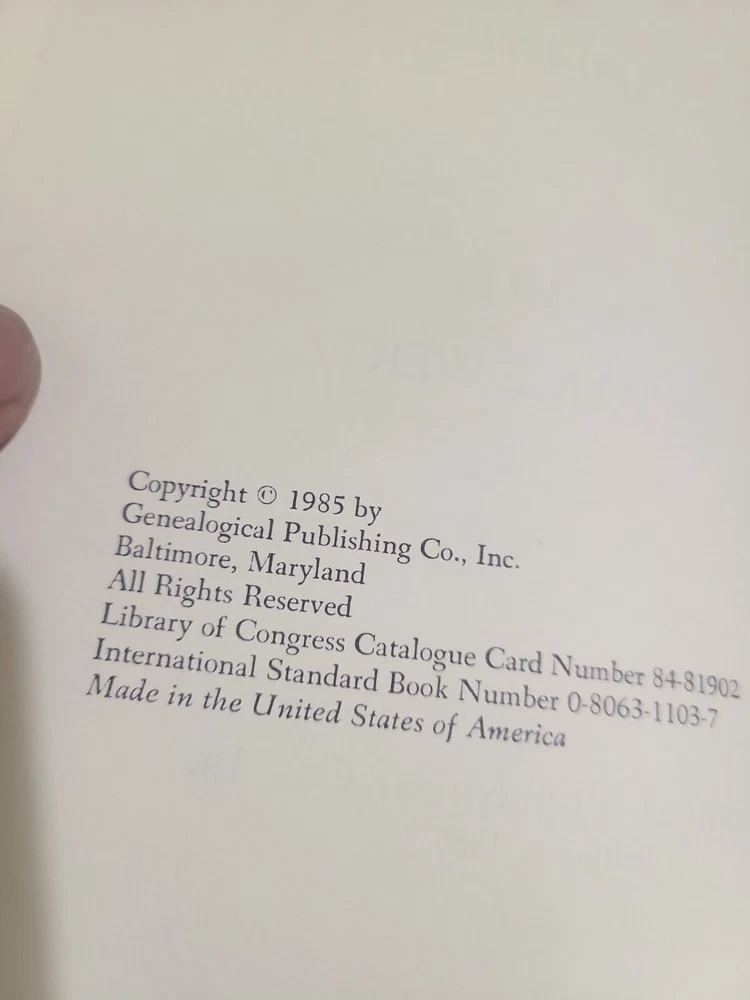 Copyright © 1985 by
Genealogical Publishing Co., Inc.
Baltimore, Maryland
All Rights Reserved
Library of Congress Catalogue Card Number 84-81902
International Standard Book Number 0-8063-1103-7
Made in the United States of America